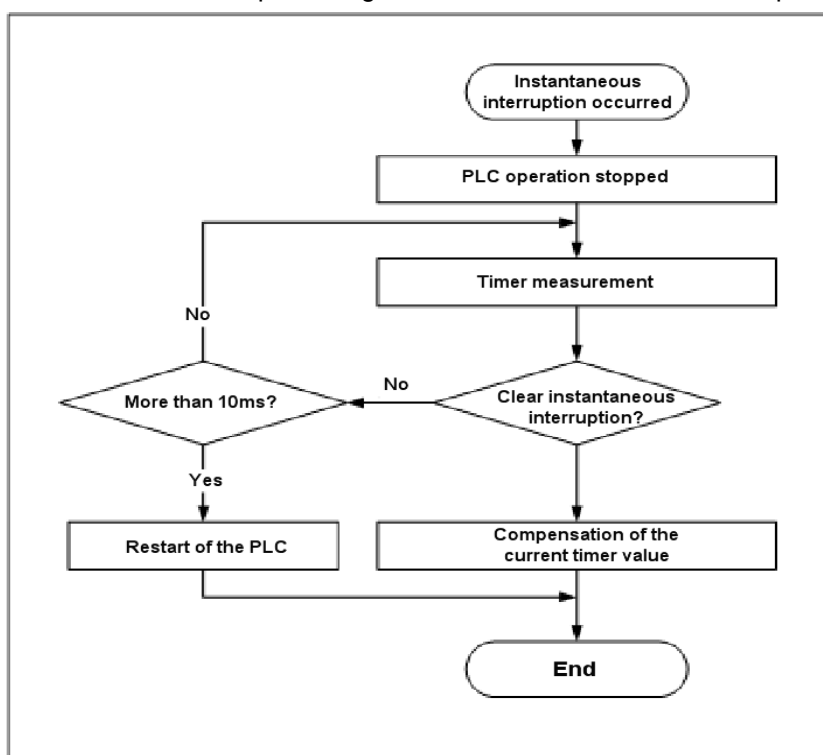 Instantaneous
interruption occurred
PLC operation stopped
Timer measurement
No
No
More than 10ms?
Clear instantaneous
interruption?
Yes
Restart of the PLC
Compensation of the
current timer value
End